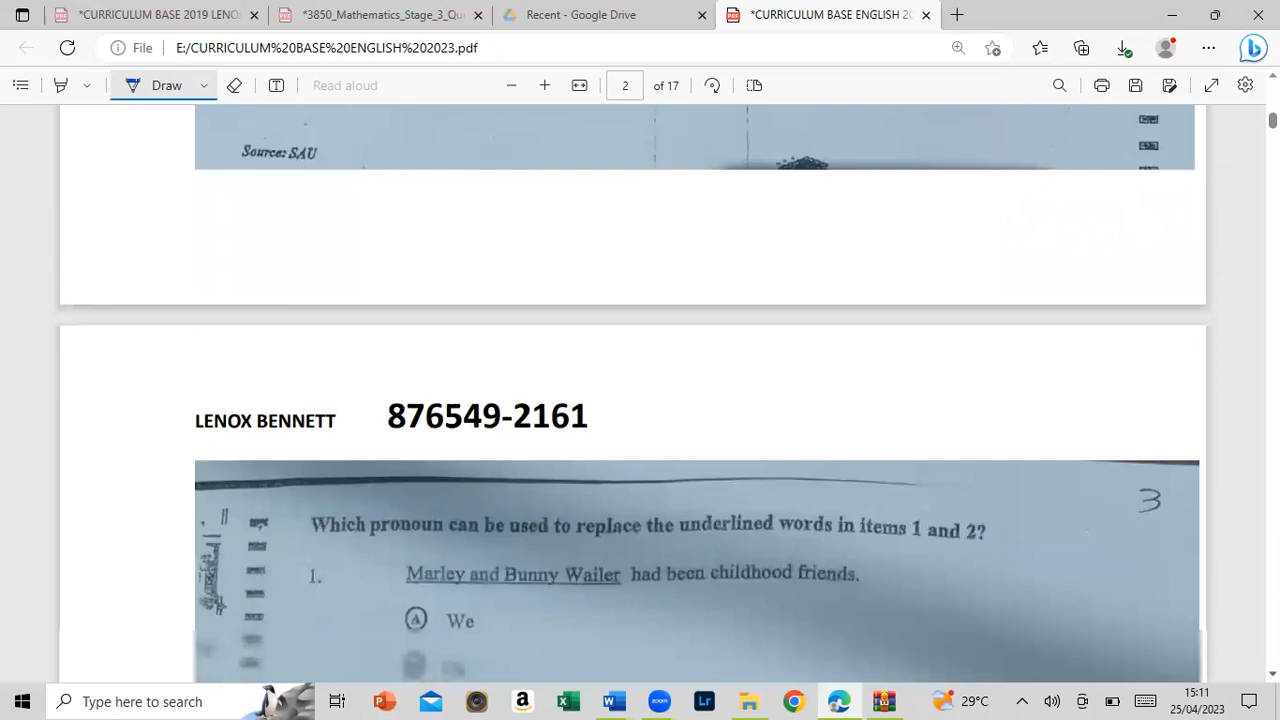 *CURRICULUM BASE 2019 LENO
*3850_Mathematics_Stage_3_Qu
Recent - Google Drive
*CURRICULUM BASE ENGLISH 20
File
E:/CURRICULUM%20BASE%20ENGLISH%202023.pdf
Draw
Read aloud
2
of 17
Source: SAU
LENOX BENNETT 876549-2161
3
Which pronoun can be used to replace the underlined words in items 1 and 2?
1. Marley and Bunny Wailer had been childhood friends.
A We
Type here to search
29°C
15:11
25/04/2023